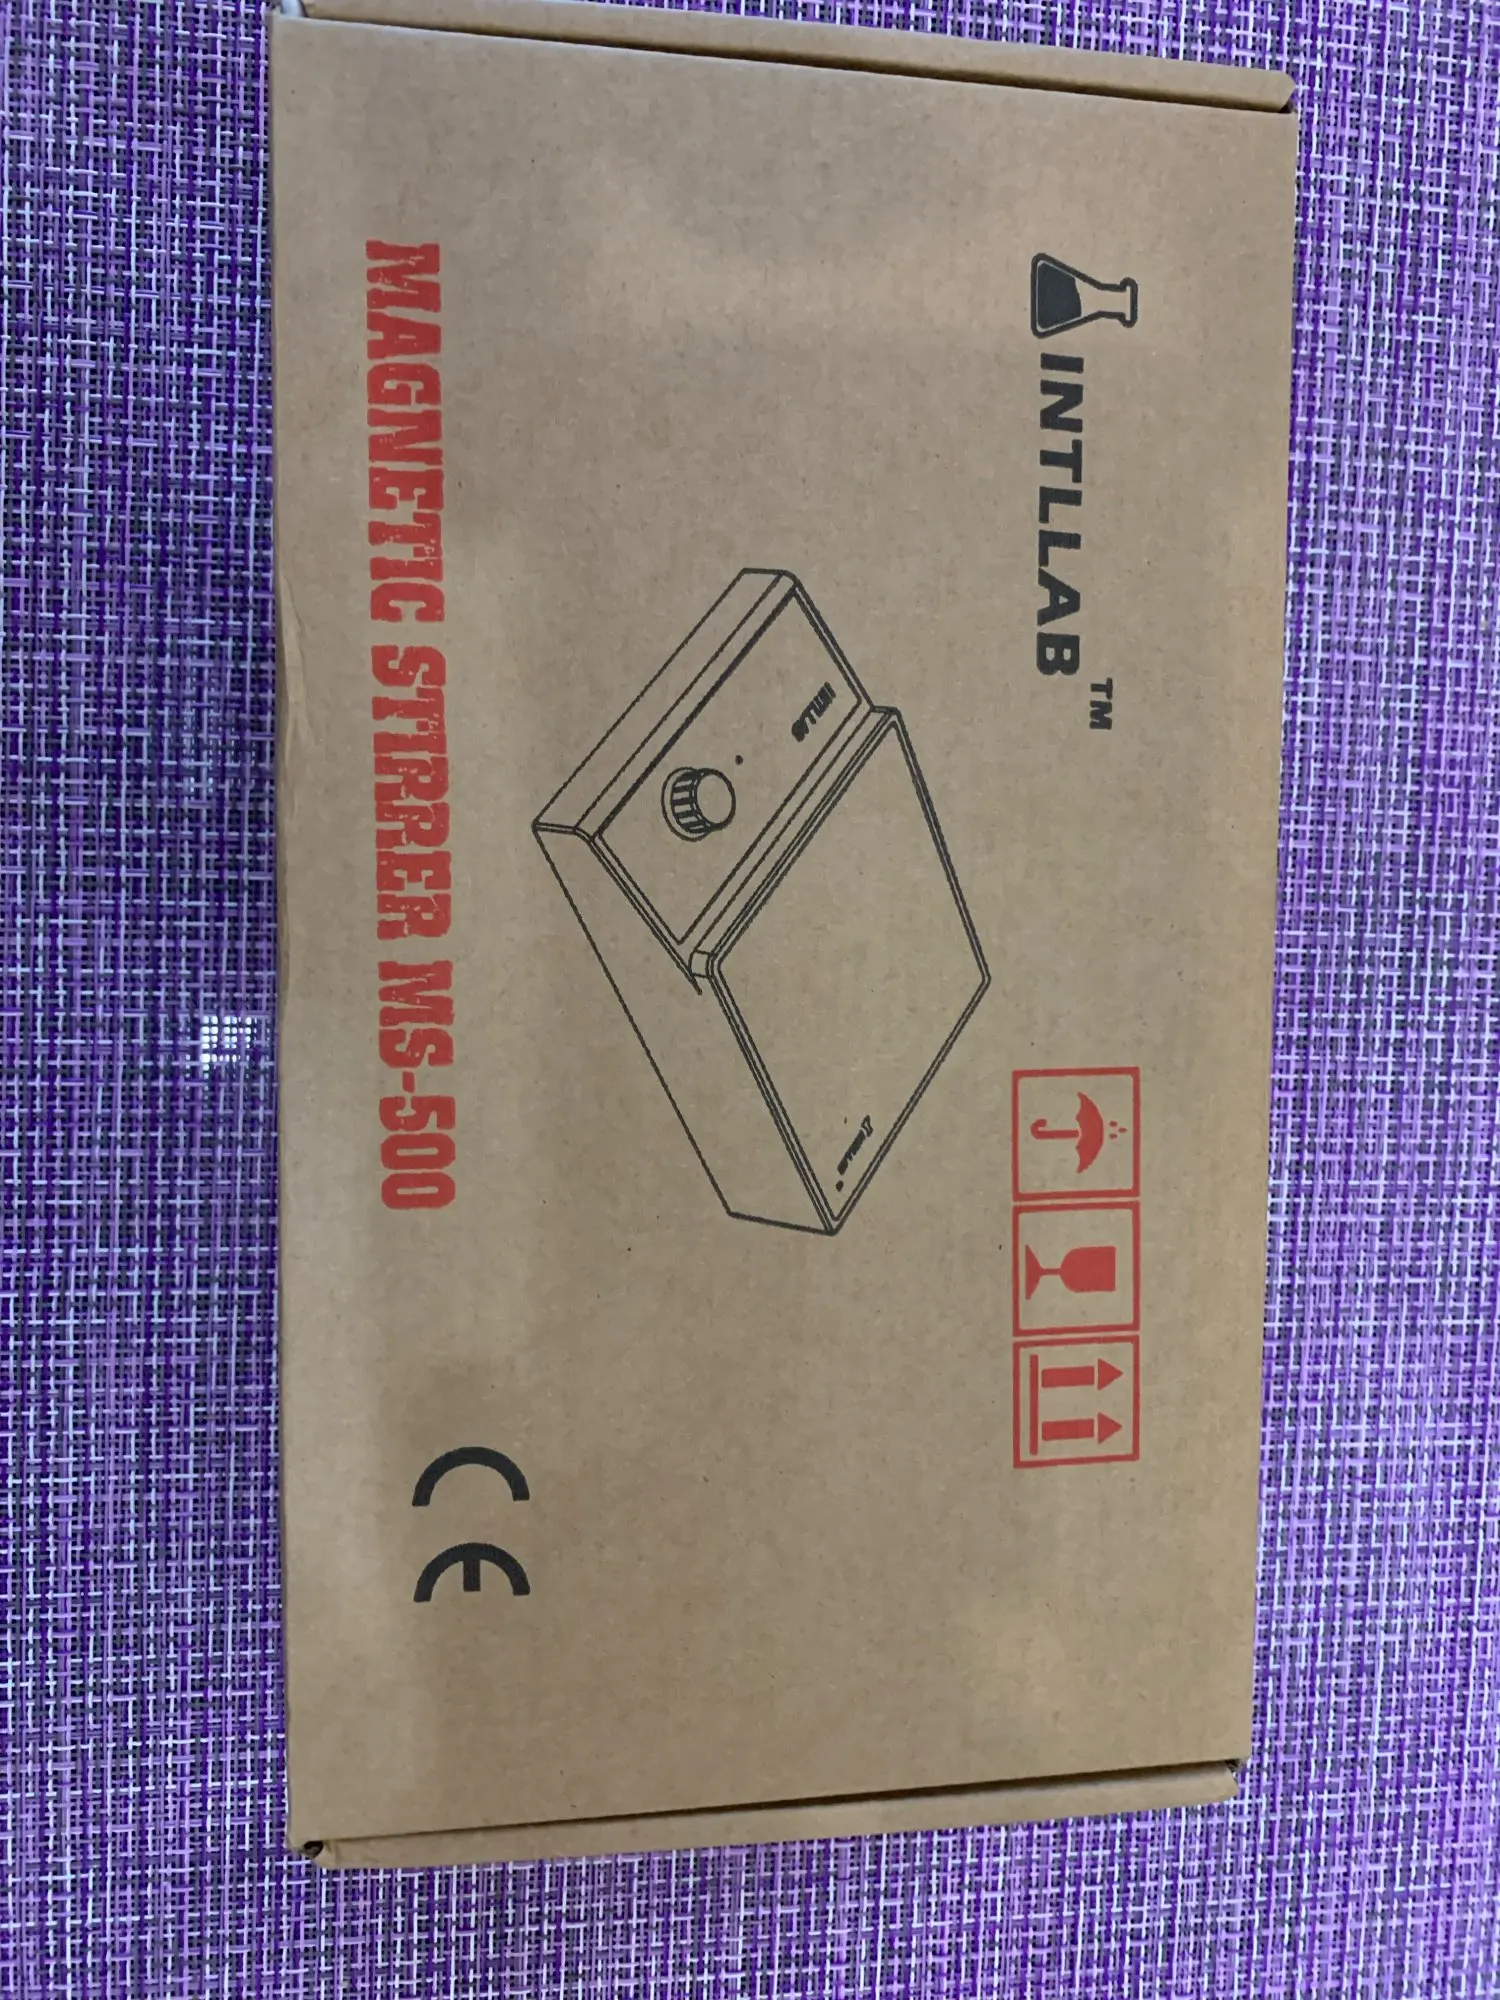 INTLLAB™
INTLLAB
MAGNETIC STIRRER MS-500
CE